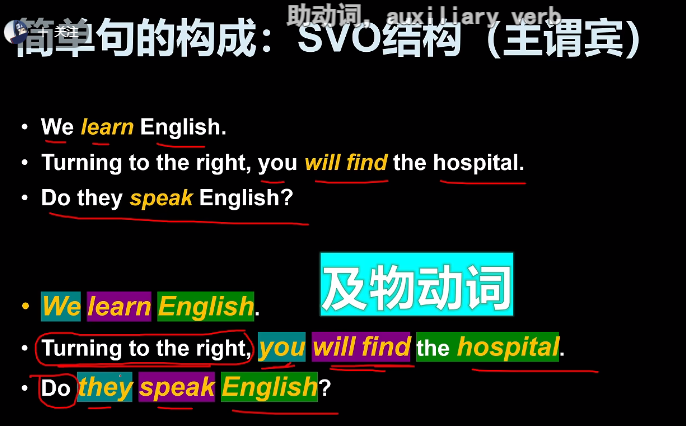 助动词，auxiliary verb
关注
简单句的构成：SVO结构（主谓宾）
• We learn English.
• Turning to the right, you will find the hospital.
• Do they speak English?
及物动词
• We learn English.
• Turning to the right, you will find the hospital.
• Do they speak English?